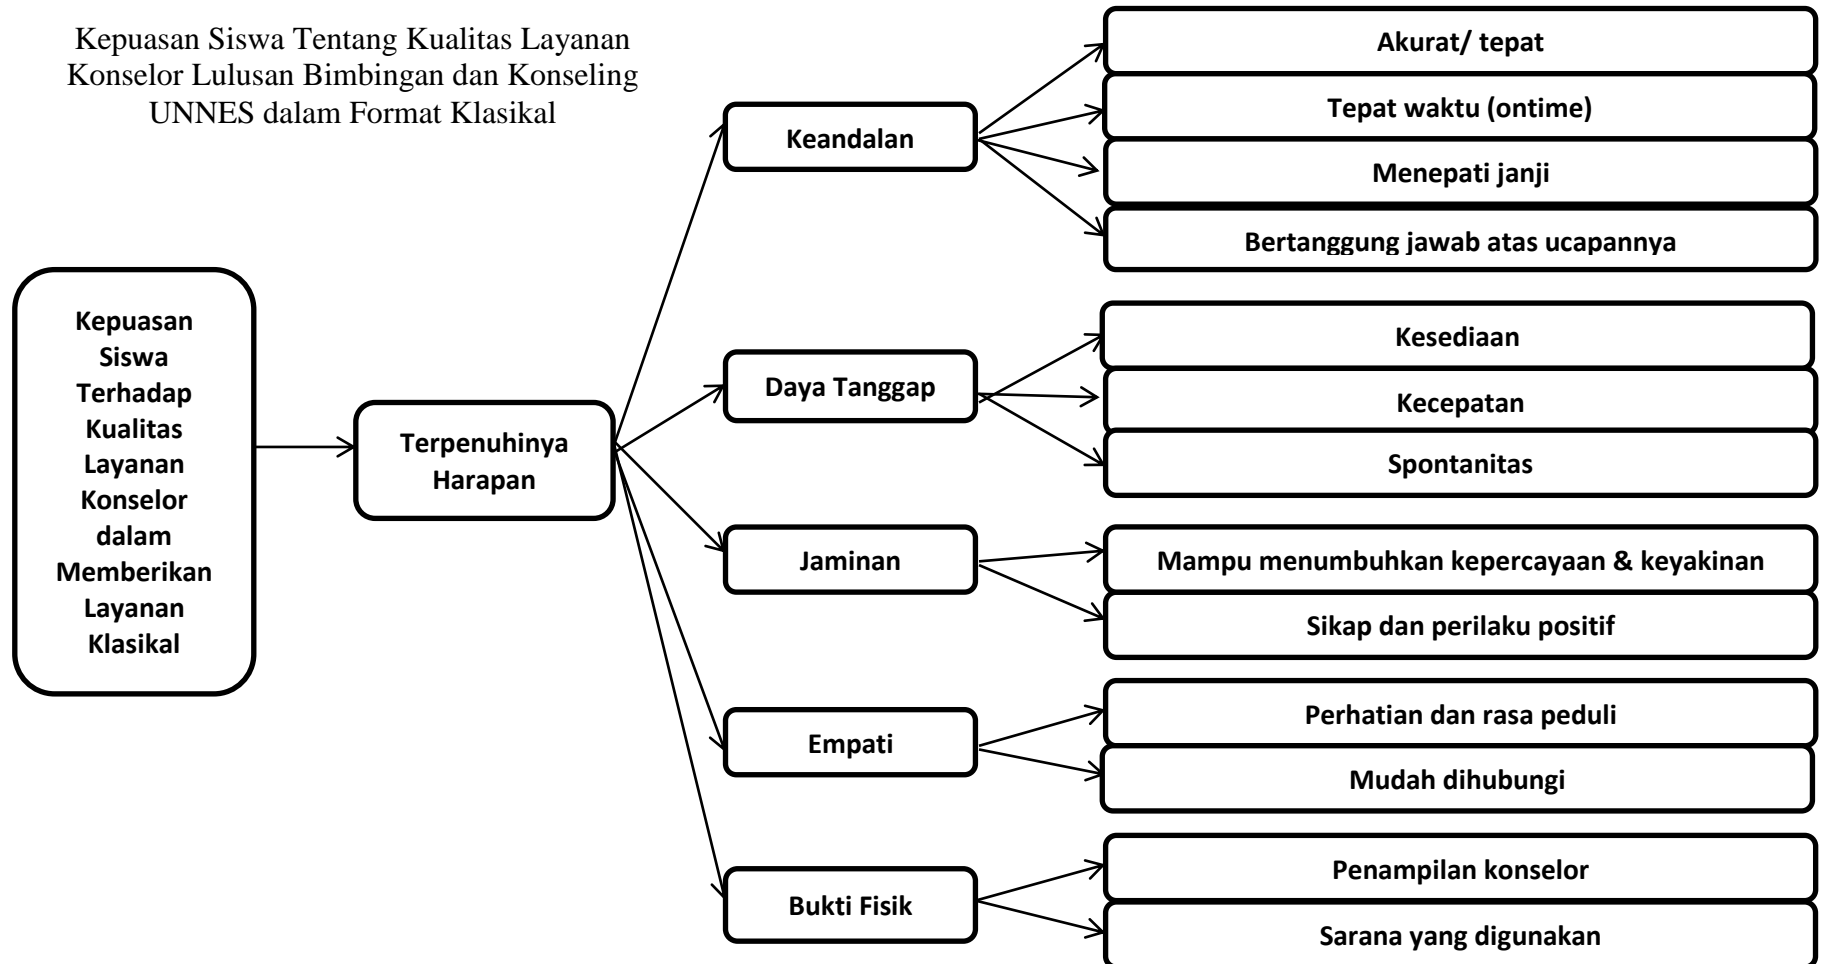 Kepuasan Siswa Tentang Kualitas Layanan
Konselor Lulusan Bimbingan dan Konseling
UNNES dalam Format Klasikal
Kepuasan
Siswa
Terhadap
Kualitas
Layanan
Konselor
dalam
Memberikan
Layanan
Klasikal
Terpenuhinya
Harapan
Keandalan
Akurat/ tepat
Tepat waktu (ontime)
Menepati janji
Bertanggung jawab atas ucapannya
Daya Tanggap
Kesediaan
Kecepatan
Spontanitas
Jaminan
Mampu menumbuhkan kepercayaan & keyakinan
Sikap dan perilaku positif
Empati
Perhatian dan rasa peduli
Mudah dihubungi
Bukti Fisik
Penampilan konselor
Sarana yang digunakan